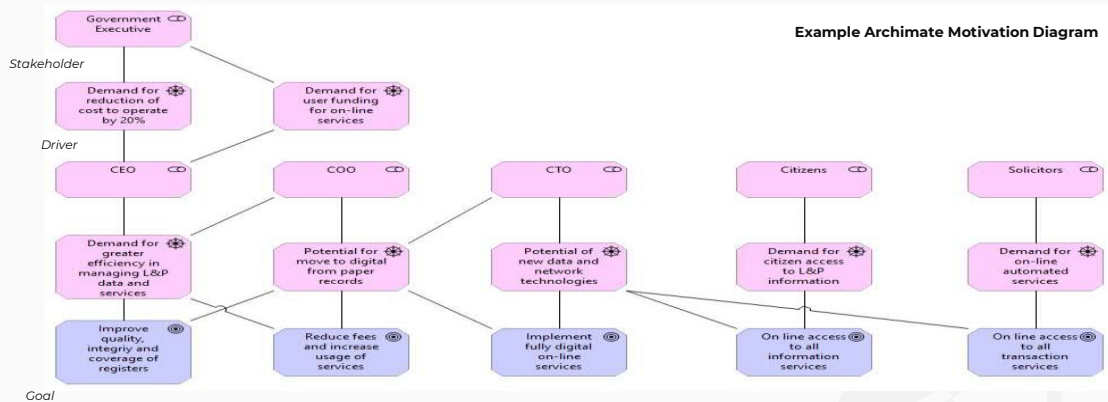 Example Archimate Motivation Diagram
Government
Executive
Stakeholder
Demand for
reduction of
cost to operate
by 20%
Demand for
user funding
for on-line
services
Driver
CEO
COO
CTO
Citizens
Solicitors
Demand for
greater
efficiency in
managing L&P
data and
services
Potential for
move to digital
from paper
records
Potential of
new data and
network
technologies
Demand for
citizen access
to L&P
information
Demand for
on-line
automated
services
Improve
quality,
integriy and
coverage of
registers
Reduce fees
and increase
usage of
services
Implement
fully digital
on-line
services
On line access
to all
information
services
On line access
to all
transaction
services
Goal